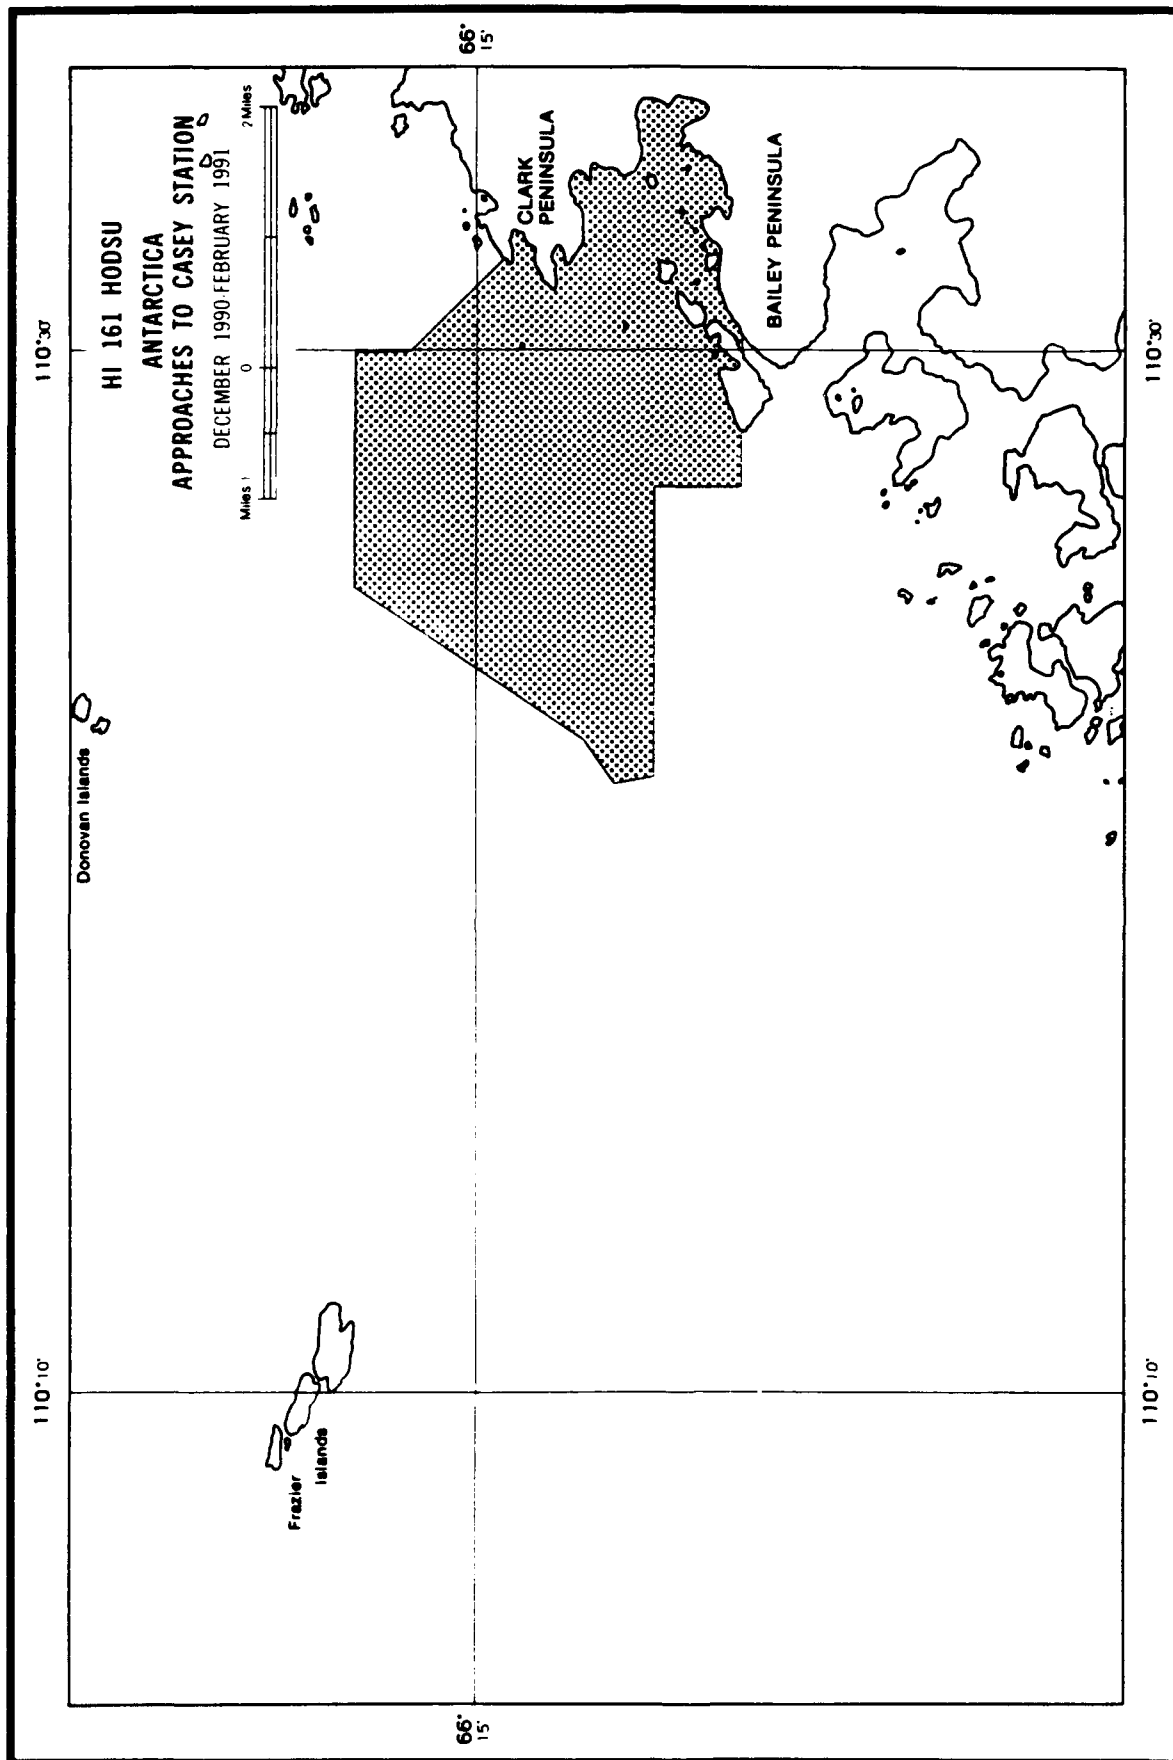 HI 161 HODSU
ANTARCTICA
APPROACHES TO CASEY STATION
DECEMBER 1990-FEBRUARY 1991
Miles 1
0
2 Miles
110°10'
110°30'
Donovan Islands
Frazier
Islands
66°
15'
66°
15'
CLARK
PENINSULA
BAILEY PENINSULA
110°10'
110°30'